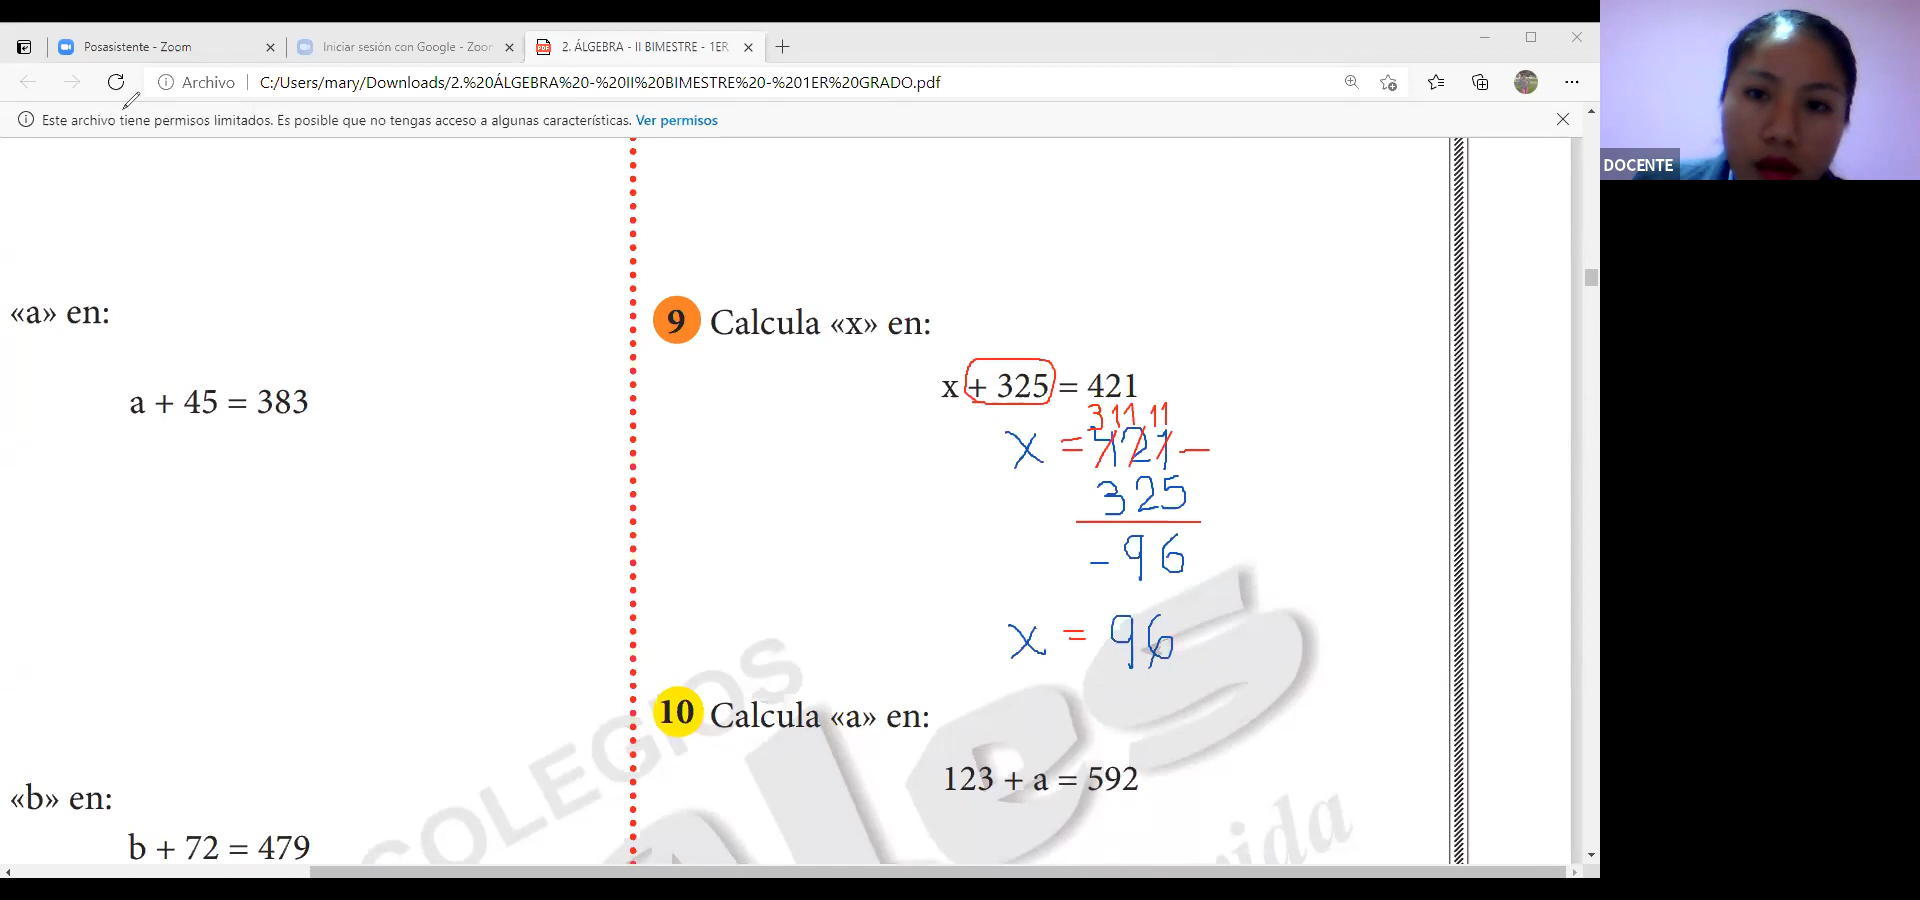 Posasistente - Zoom
Iniciar sesión con Google - Zoor
2. ÁLGEBRA - II BIMESTRE - 1ER
Archivo
C:/Users/mary/Downloads/2.%20ÁLGEBRA%20-%20II%20BIMESTRE%20-%201ER%20GRADO.pdf
Este archivo tiene permisos limitados. Es posible que no tengas acceso a algunas características. Ver permisos
DOCENTE
«a» en:
a + 45 = 383
«b» en:
b + 72 = 479
9 Calcula «x» en:
x + 325 = 421
3 11 11
x = 421 -
325
- 96
x = 96
10 Calcula «a» en:
123 + a = 592
COLEGIOS
vida